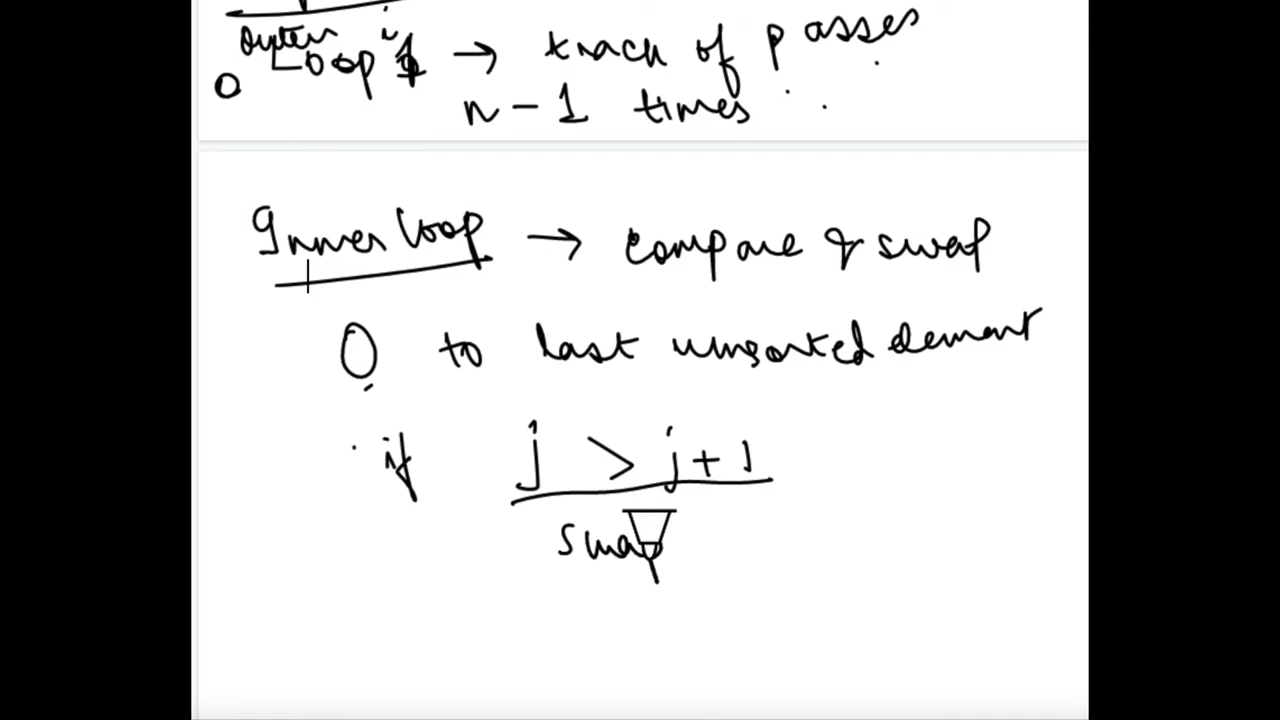 Outer
Loop i → track of passes
0 n - 1 times
Inner loop → compare & swap
0 to last unsorted element
if j > j + 1
swap